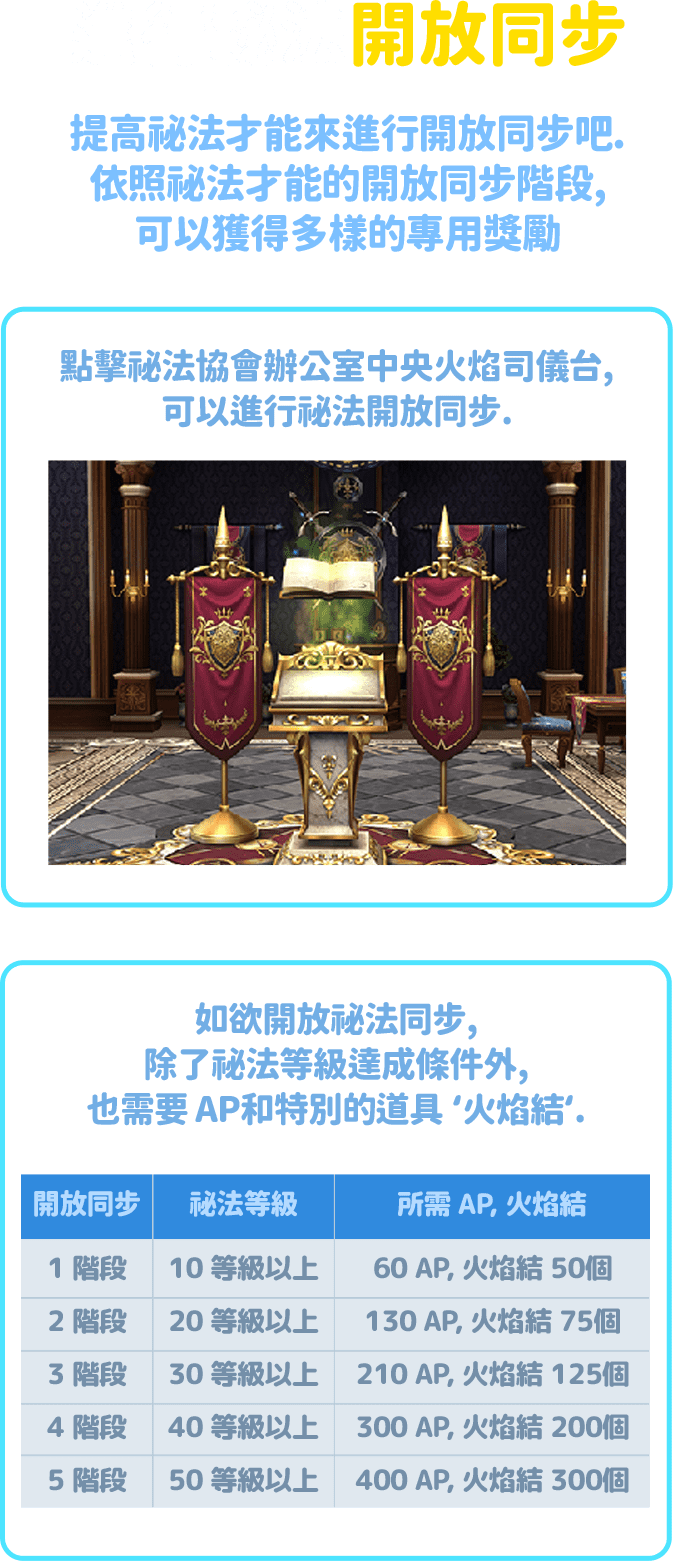 開放同步
提高祕法才能來進行開放同步吧.
依照祕法才能的開放同步階段,
可以獲得多樣的專用獎勵
點擊祕法協會辦公室中央火焰司儀台,
可以進行祕法開放同步.
如欲開放祕法同步,
除了祕法等級達成條件外,
也需要 AP和特別的道具 ‘火焰結‘.
開放同步 祕法等級 所需 AP, 火焰結
1 階段 10 等級以上 60 AP, 火焰結 50個
2 階段 20 等級以上 130 AP, 火焰結 75個
3 階段 30 等級以上 210 AP, 火焰結 125個
4 階段 40 等級以上 300 AP, 火焰結 200個
5 階段 50 等級以上 400 AP, 火焰結 300個